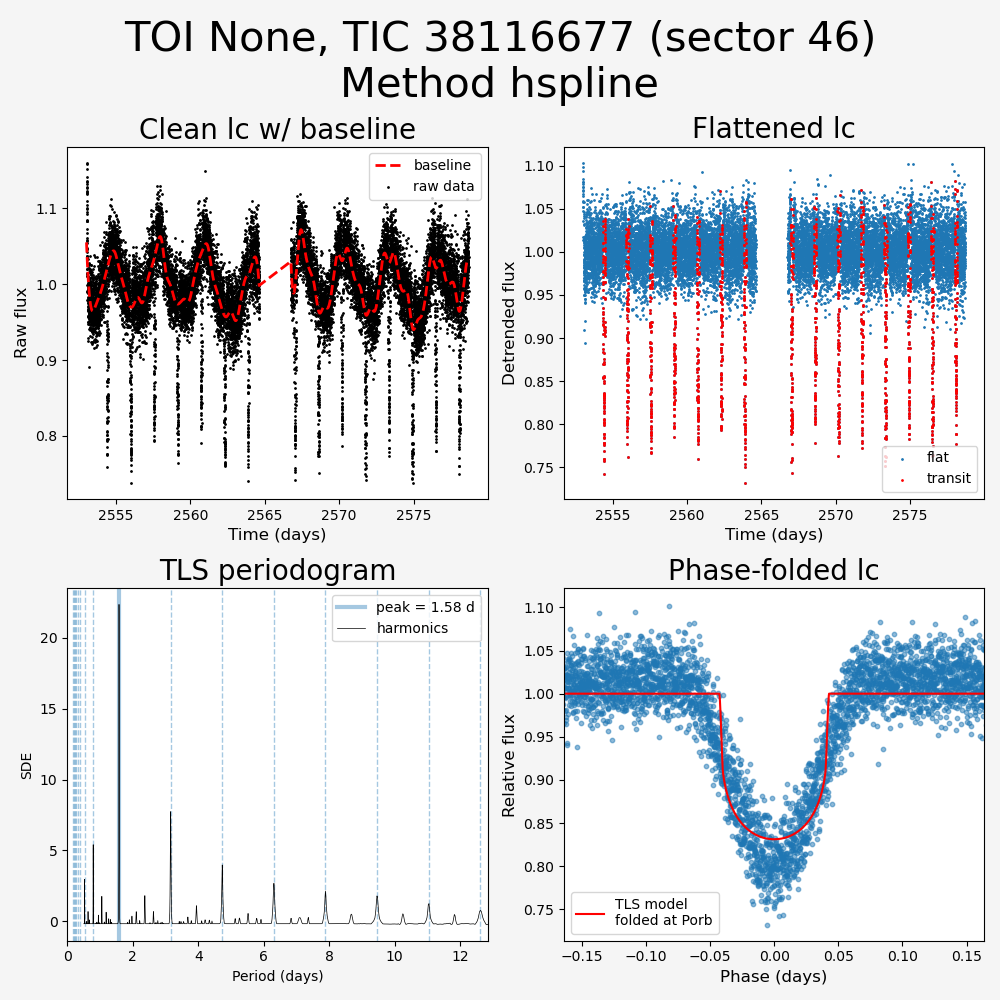 TOI None, TIC 38116677 (sector 46)
Method hspline
Clean lc w/ baseline
Raw flux
1.1
1.0
0.9
0.8
baseline
raw data
2555 2560 2565 2570 2575
Time (days)
Flattened lc
Detrended flux
1.10
1.05
1.00
0.95
0.90
0.85
0.80
0.75
flat
transit
2555 2560 2565 2570 2575
Time (days)
TLS periodogram
SDE
20
15
10
5
0
peak = 1.58 d
harmonics
0 2 4 6 8 10 12
Period (days)
Phase-folded lc
Relative flux
1.10
1.05
1.00
0.95
0.90
0.85
0.80
0.75
TLS model
folded at Porb
−0.15 −0.10 −0.05 0.00 0.05 0.10 0.15
Phase (days)